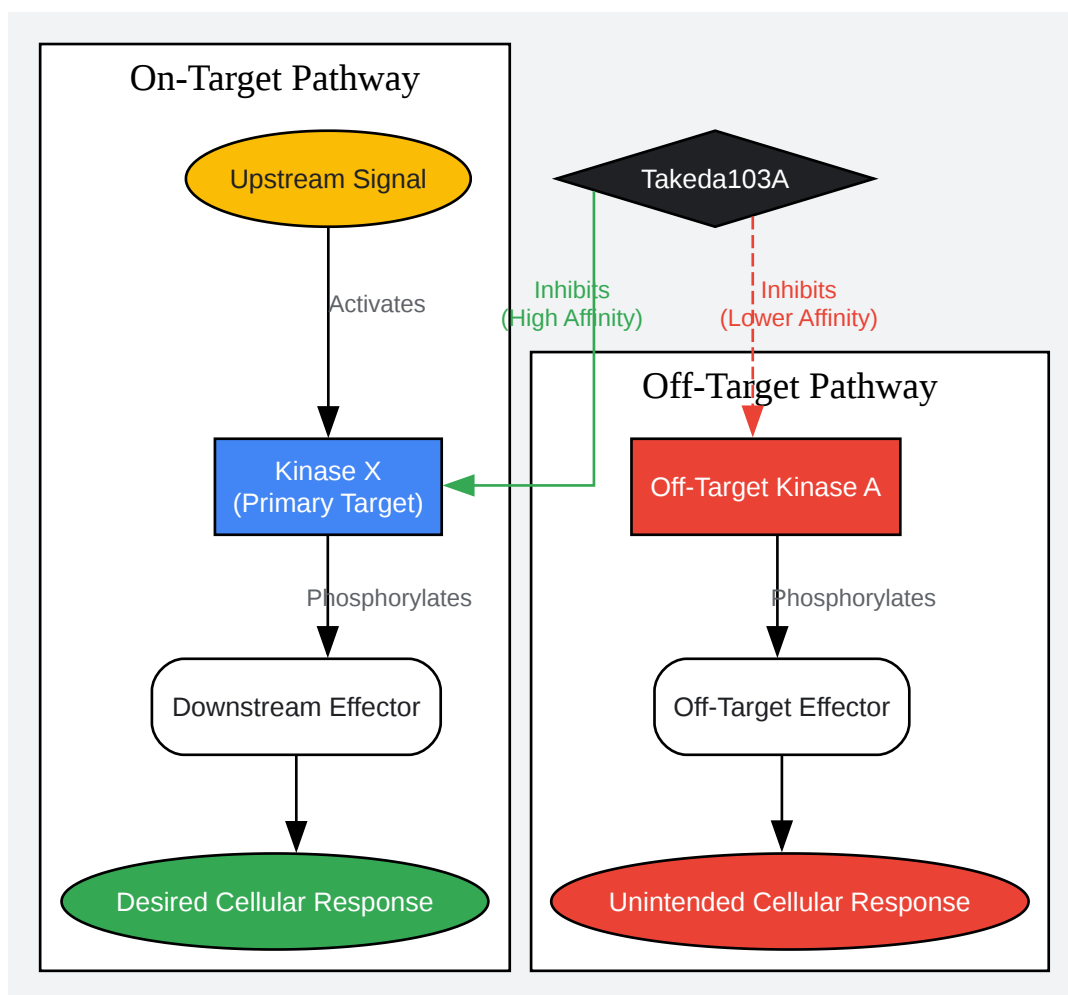 On-Target Pathway
Upstream Signal
Takeda103A
Activates
Inhibits
(High Affinity)
Inhibits
(Lower Affinity)
Off-Target Pathway
Kinase X
(Primary Target)
Off-Target Kinase A
Phosphorylates
Phosphorylates
Downstream Effector
Off-Target Effector
Desired Cellular Response
Unintended Cellular Response